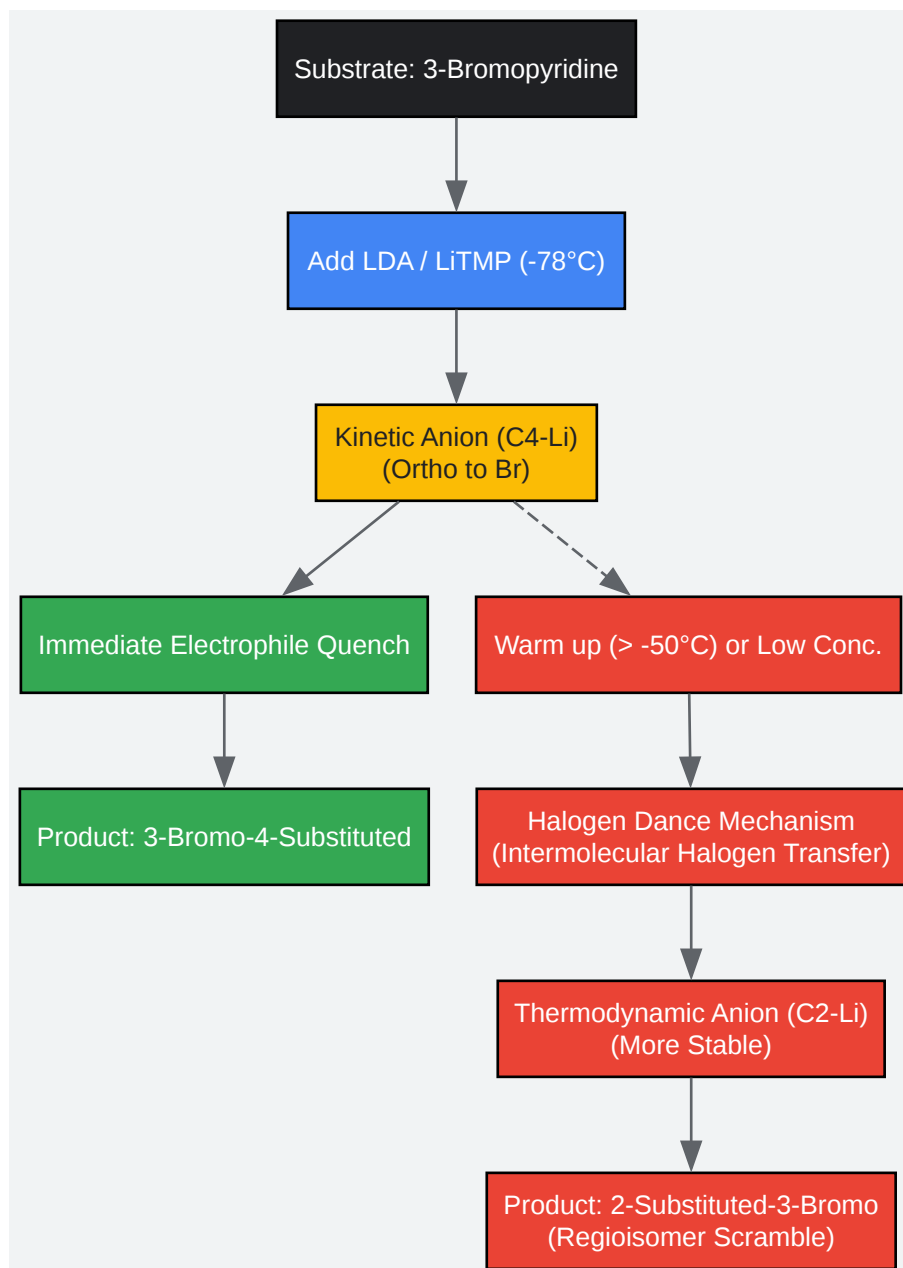 Substrate: 3-Bromopyridine
Add LDA / LiTMP (-78°C)
Kinetic Anion (C4-Li)
(Ortho to Br)
Immediate Electrophile Quench
Warm up (> -50°C) or Low Conc.
Product: 3-Bromo-4-Substituted
Halogen Dance Mechanism
(Intermolecular Halogen Transfer)
Thermodynamic Anion (C2-Li)
(More Stable)
Product: 2-Substituted-3-Bromo
(Regioisomer Scramble)